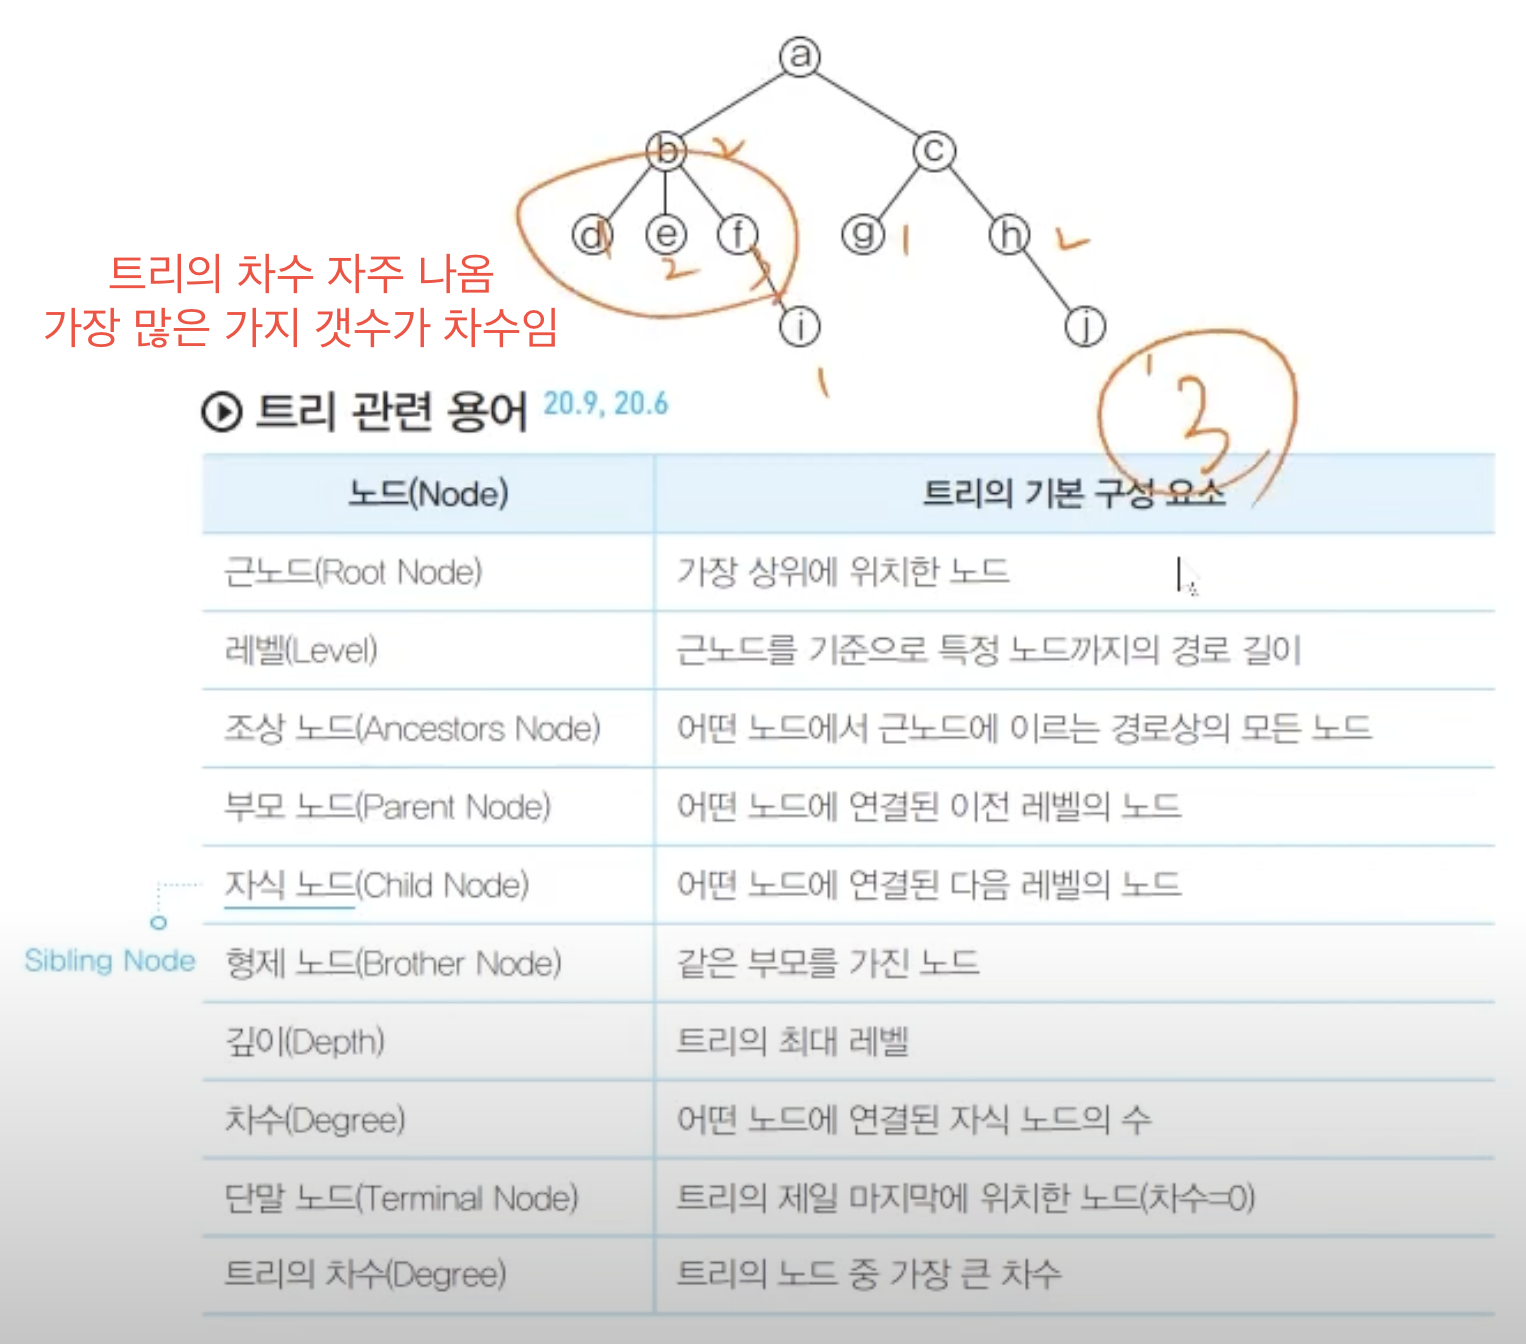 a
b 2 c
d 1 e f g 1 h 2
2 3
트리의 차수 자주 나옴
가장 많은 가지 갯수가 차수임
i j
1 1
3
트리 관련 용어 20.9, 20.6
노드(Node) 트리의 기본 구성 요소
근노드(Root Node) 가장 상위에 위치한 노드
레벨(Level) 근노드를 기준으로 특정 노드까지의 경로 길이
조상 노드(Ancestors Node) 어떤 노드에서 근노드에 이르는 경로상의 모든 노드
부모 노드(Parent Node) 어떤 노드에 연결된 이전 레벨의 노드
자식 노드(Child Node) 어떤 노드에 연결된 다음 레벨의 노드
Sibling Node 형제 노드(Brother Node) 같은 부모를 가진 노드
깊이(Depth) 트리의 최대 레벨
차수(Degree) 어떤 노드에 연결된 자식 노드의 수
단말 노드(Terminal Node) 트리의 제일 마지막에 위치한 노드(차수=0)
트리의 차수(Degree) 트리의 노드 중 가장 큰 차수